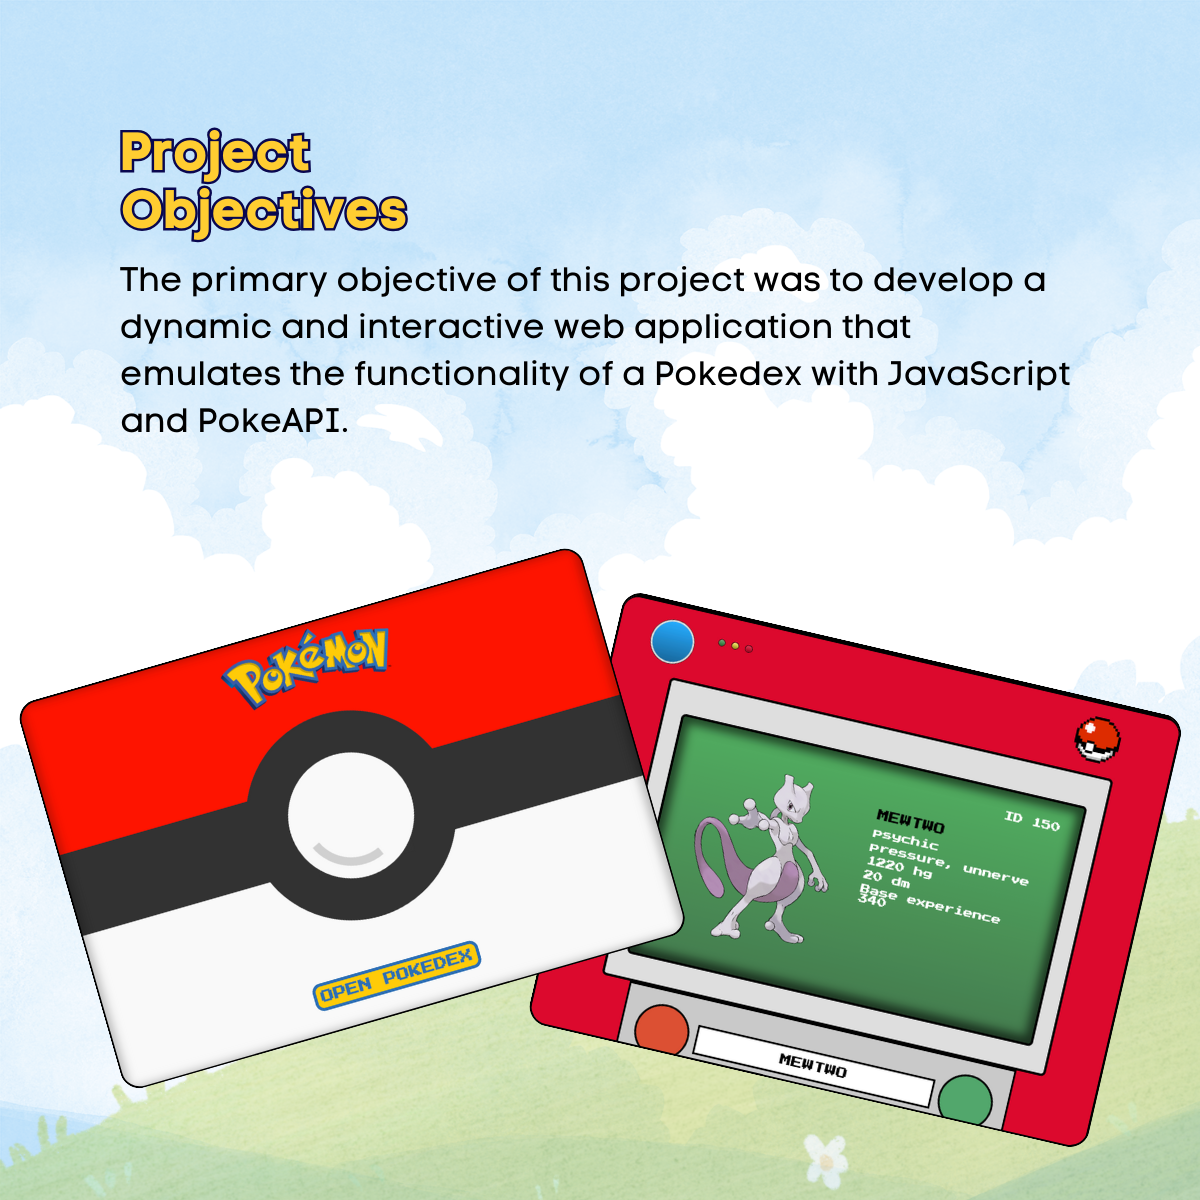 Project
Objectives
The primary objective of this project was to develop a
dynamic and interactive web application that
emulates the functionality of a Pokedex with JavaScript
and PokeAPI.
POKéMON
OPEN POKEDEX
MEWTWO
ID 150
Psychic
Pressure, unnerve
1220 hg
20 dm
Base experience
340
MEWTWO